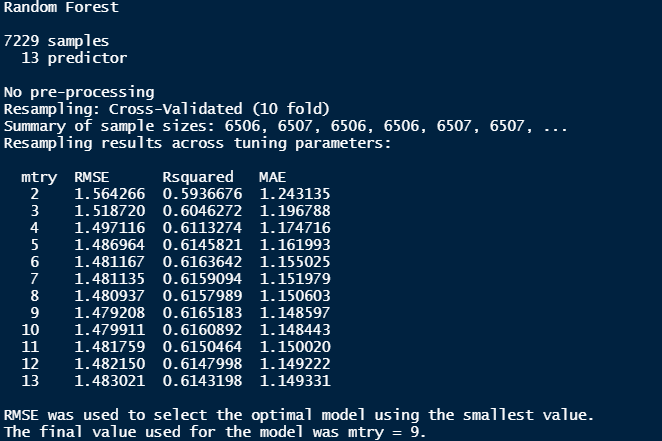 Random Forest
7229 samples
13 predictor
No pre-processing
Resampling: Cross-Validated (10 fold)
Summary of sample sizes: 6506, 6507, 6506, 6506, 6507, 6507, ...
Resampling results across tuning parameters:
mtry  RMSE      Rsquared   MAE
2    1.564266  0.5936676  1.243135
3    1.518720  0.6046272  1.196788
4    1.497116  0.6113274  1.174716
5    1.486964  0.6145821  1.161993
6    1.481167  0.6163642  1.155025
7    1.481135  0.6159094  1.151979
8    1.480937  0.6157989  1.150603
9    1.479208  0.6165183  1.148597
10    1.479911  0.6160892  1.148443
11    1.481759  0.6150464  1.150020
12    1.482150  0.6147998  1.149222
13    1.483021  0.6143198  1.149331
RMSE was used to select the optimal model using the smallest value.
The final value used for the model was mtry = 9.